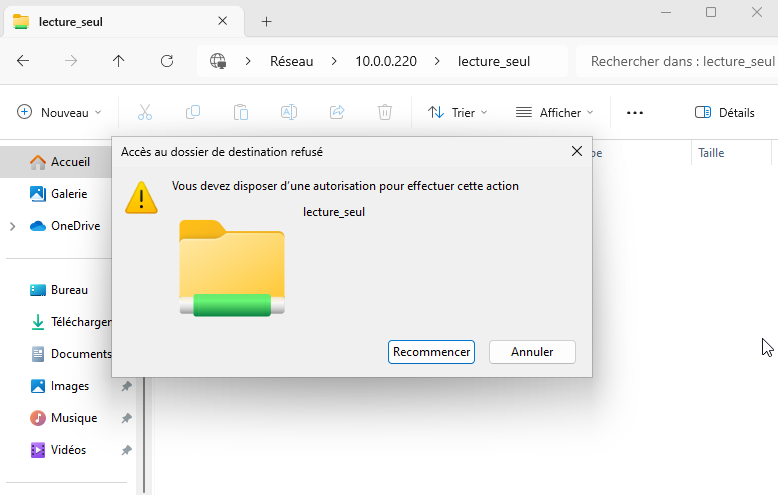 lecture_seul
Réseau > 10.0.0.220 > lecture_seul
Rechercher dans : lecture_seul
Nouveau
Trier
Afficher
Détails
Accès au dossier de destination refusé
Vous devez disposer d'une autorisation pour effectuer cette action
lecture_seul
Recommencer
Annuler
Taille
Accueil
Galerie
OneDrive
Bureau
Télécharger
Documents
Images
Musique
Vidéos